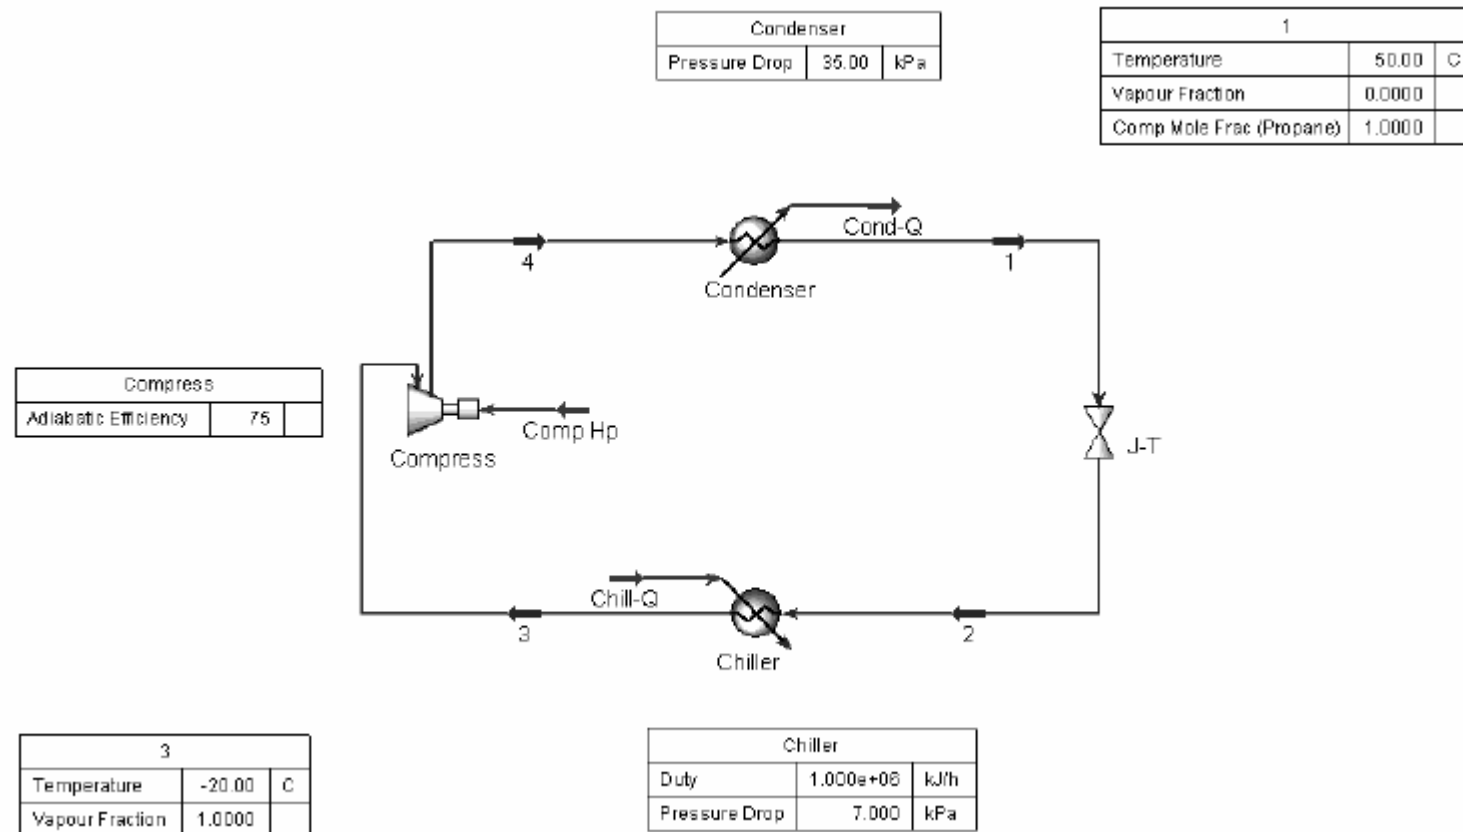 Condenser
Pressure Drop 35.00 kPa
1
Temperature 50.00 C
Vapour Fraction 0.0000
Comp Mole Frac (Propane) 1.0000
Cond-Q
4
1
Condenser
Compress
Adiabatic Efficiency 75
Comp Hp
Compress
J-T
Chill-Q
3
2
Chiller
3
Temperature -20.00 C
Vapour Fraction 1.0000
Chiller
Duty 1.000e+06 kJ/h
Pressure Drop 7.000 kPa